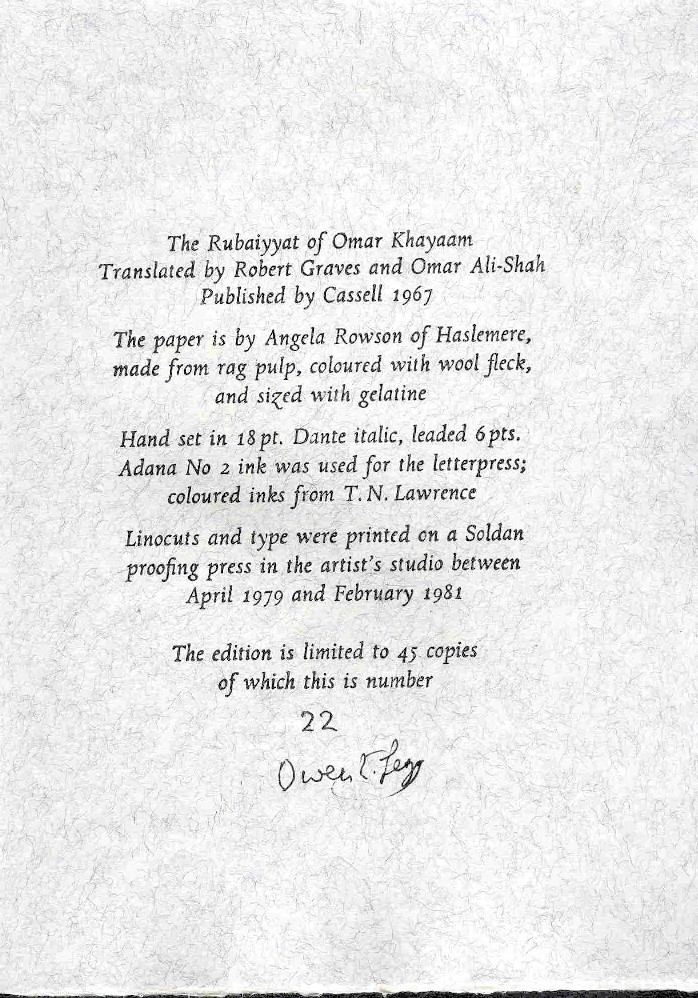 The Rubaiyyat of Omar Khayaam
Translated by Robert Graves and Omar Ali-Shah
Published by Cassell 1967
The paper is by Angela Rowson of Haslemere,
made from rag pulp, coloured with wool fleck,
and sized with gelatine
Hand set in 18 pt. Dante italic, leaded 6 pts.
Adana No 2 ink was used for the letterpress;
coloured inks from T. N. Lawrence
Linocuts and type were printed on a Soldan
proofing press in the artist's studio between
April 1979 and February 1981
The edition is limited to 45 copies
of which this is number
22
Owen T. Legg